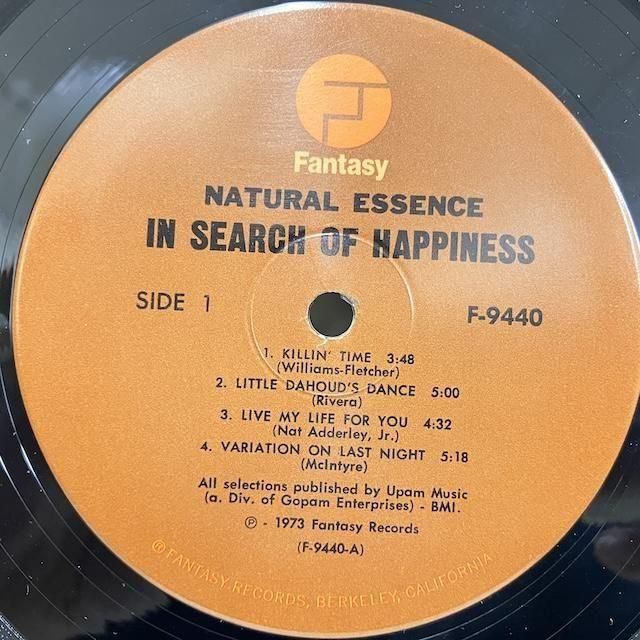 Fantasy
NATURAL ESSENCE
IN SEARCH OF HAPPINESS
SIDE 1
F-9440
1. KILLIN' TIME 3:48
(Williams-Fletcher)
2. LITTLE DAHOUD'S DANCE 5:00
(Rivera)
3. LIVE MY LIFE FOR YOU 4:32
(Nat Adderley, Jr.)
4. VARIATION ON LAST NIGHT 5:18
(McIntyre)
All selections published by Upam Music
(a. Div. of Gopam Enterprises) - BMI.
℗ - 1973 Fantasy Records
(F-9440-A)
® FANTASY RECORDS, BERKELEY, CALIFORNIA